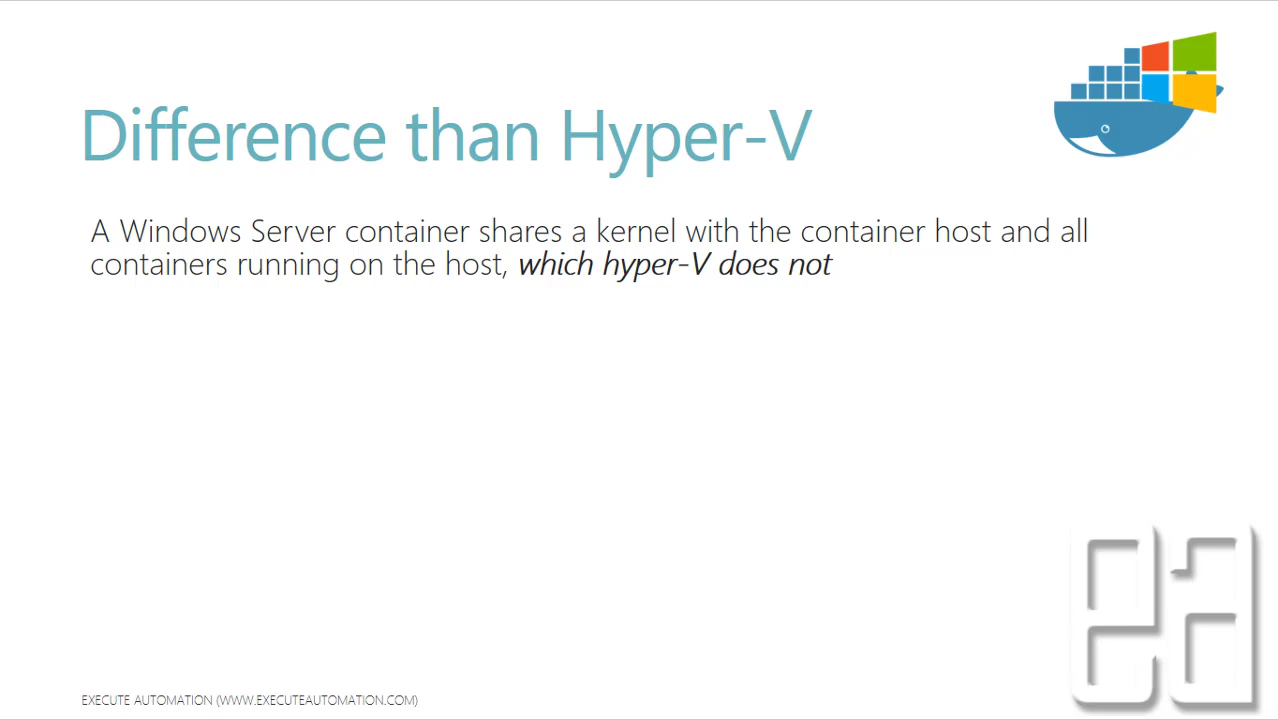 Difference than Hyper-V
A Windows Server container shares a kernel with the container host and all
containers running on the host, which hyper-V does not
ea
EXECUTE AUTOMATION (WWW.EXECUTEAUTOMATION.COM)